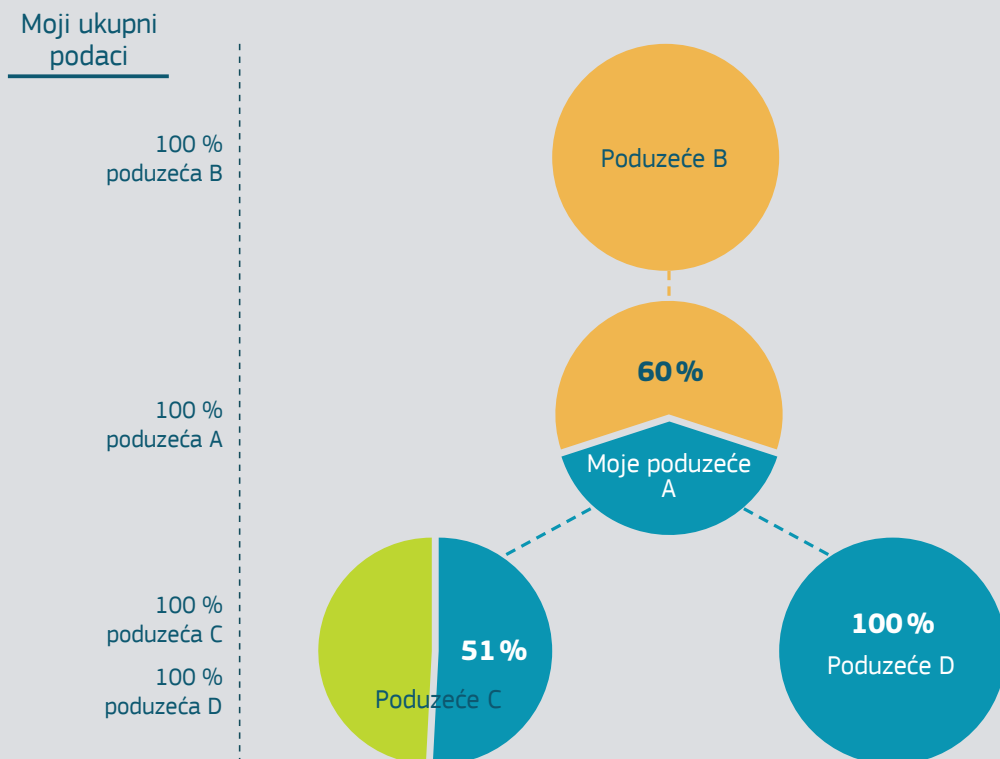 Moji ukupni
podaci
100 %
poduzeća B
Poduzeće B
60 %
100 %
poduzeća A
Moje poduzeće
A
100 %
poduzeća C
100 %
poduzeća D
51 %
Poduzeće C
100 %
Poduzeće D